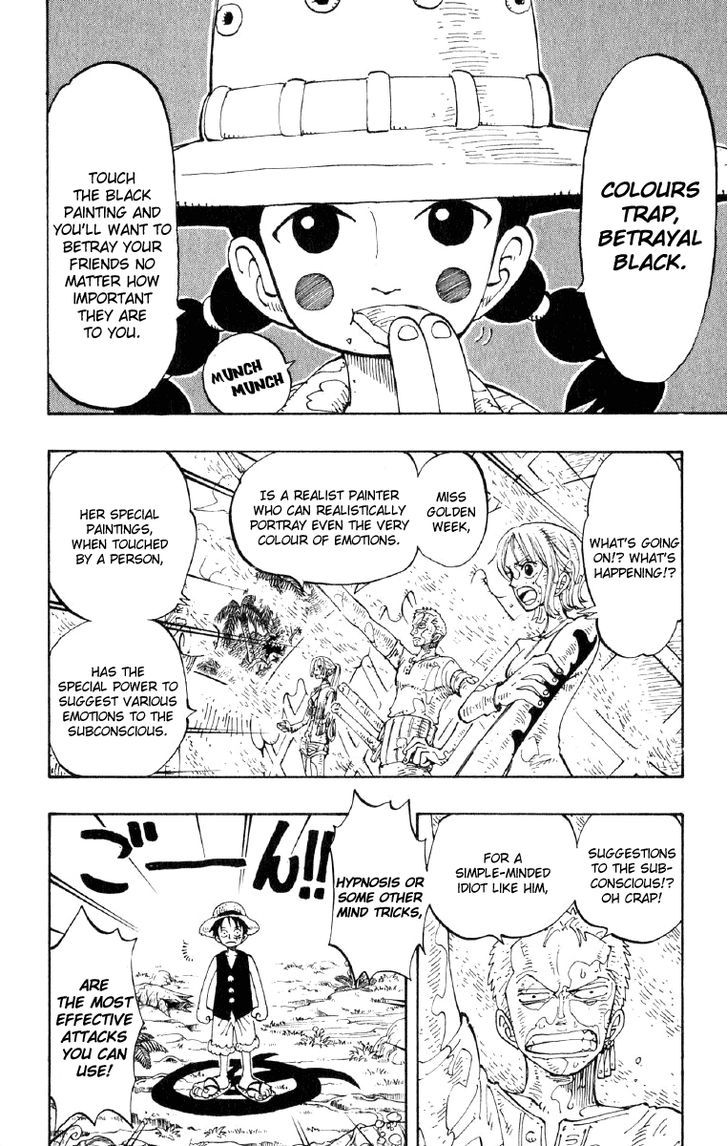 COLOURS
TRAP,
BETRAYAL
BLACK.
TOUCH
THE BLACK
PAINTING AND
YOU'LL WANT TO
BETRAY YOUR
FRIENDS NO
MATTER HOW
IMPORTANT
THEY ARE
TO YOU.
MUNCH
MUNCH
WHAT'S GOING
ON!? WHAT'S
HAPPENING!?
MISS
GOLDEN
WEEK,
IS A REALIST PAINTER
WHO CAN REALISTICALLY
PORTRAY EVEN THE VERY
COLOUR OF EMOTIONS.
HER SPECIAL
PAINTINGS,
WHEN TOUCHED
BY A PERSON,
HAS THE
SPECIAL POWER TO
SUGGEST VARIOUS
EMOTIONS TO THE
SUBCONSCIOUS.
SUGGESTIONS
TO THE SUB-
CONSCIOUS!?
OH CRAP!
FOR A
SIMPLE-MINDED
IDIOT LIKE HIM,
HYPNOSIS OR
SOME OTHER
MIND TRICKS,
ごーん!!
ARE
THE MOST
EFFECTIVE
ATTACKS
YOU CAN
USE!